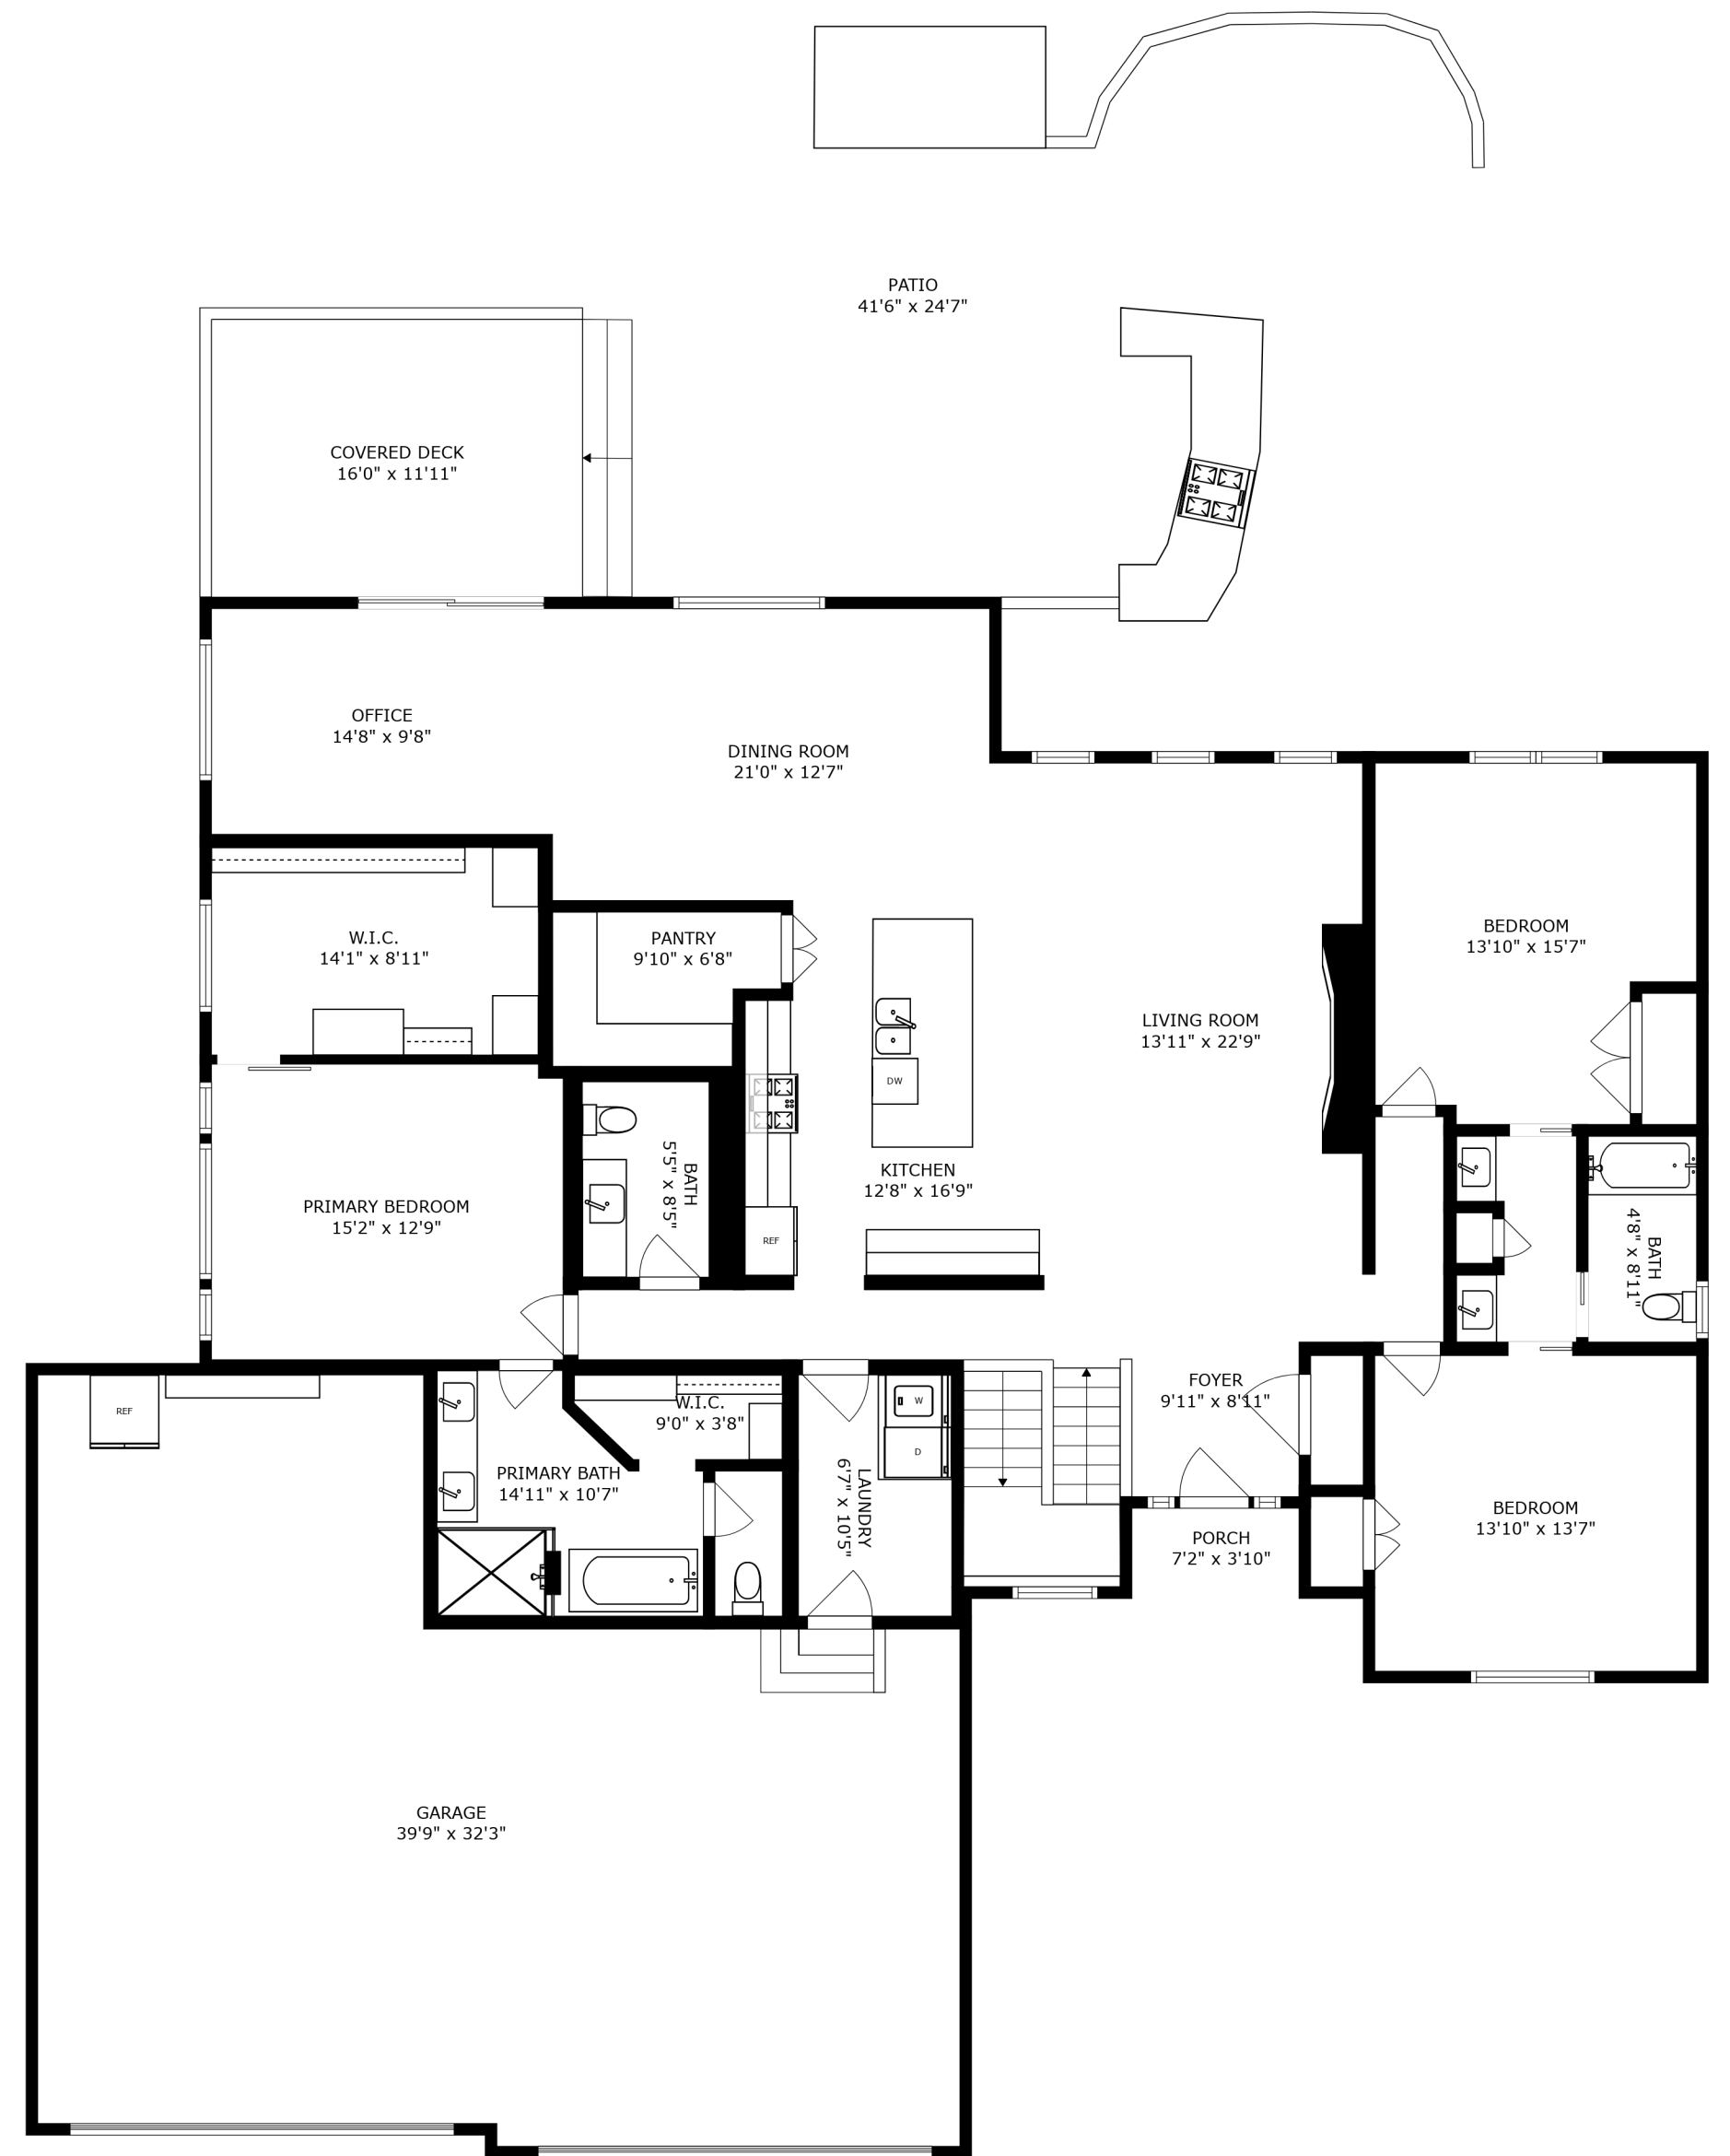 PATIO
41'6" x 24'7"
COVERED DECK
16'0" x 11'11"
OFFICE
14'8" x 9'8"
DINING ROOM
21'0" x 12'7"
W.I.C.
14'1" x 8'11"
PANTRY
9'10" x 6'8"
BEDROOM
13'10" x 15'7"
LIVING ROOM
13'11" x 22'9"
DW
KITCHEN
12'8" x 16'9"
BATH
5'5" x 8'5"
PRIMARY BEDROOM
15'2" x 12'9"
REF
BATH
4'8" x 8'11"
REF
W.I.C.
9'0" x 3'8"
W
D
FOYER
9'11" x 8'11"
PRIMARY BATH
14'11" x 10'7"
LAUNDRY
6'7" x 10'5"
PORCH
7'2" x 3'10"
BEDROOM
13'10" x 13'7"
GARAGE
39'9" x 32'3"